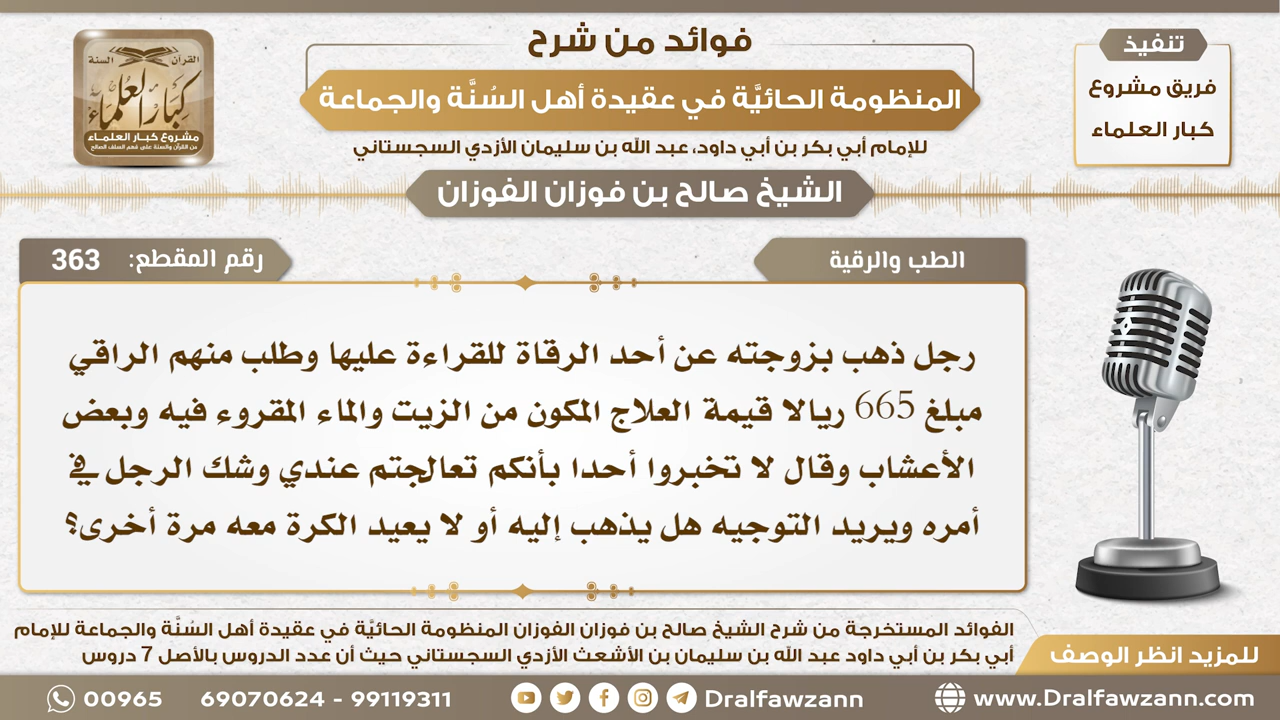 فوائد من شرح
المنظومة الحائيَّة في عقيدة أهل السُنَّة والجماعة
للإمام أبي بكر بن أبي داود، عبد الله بن سليمان الأزدي السجستاني
الشيخ صالح بن فوزان الفوزان
تنفيذ
فريق مشروع
كبار العلماء
القرآن السنة
كبار العلماء
مشروع كبار العلماء
من القرآن والسنة على فهم السلف الصالح
الطب والرقية
رقم المقطع: 363
رجل ذهب بزوجته عن أحد الرقاة للقراءة عليها وطلب منهم الراقي
مبلغ 665 ريالا قيمة العلاج المكون من الزيت والماء المقروء فيه وبعض
الأعشاب وقال لا تخبروا أحدا بأنكم تعالجتم عندي وشك الرجل في
أمره ويريد التوجيه هل يذهب إليه أو لا يعيد الكرة معه مرة أخرى؟
الفوائد المستخرجة من شرح الشيخ صالح بن فوزان الفوزان المنظومة الحائيَّة في عقيدة أهل السُنَّة والجماعة للإمام
أبي بكر بن أبي داود عبد الله بن سليمان بن الأشعث الأزدي السجستاني حيث أن عدد الدروس بالأصل 7 دروس
للمزيد انظر الوصف
00965 69070624 - 99119311
Dralfawzann
www.Dralfawzann.com